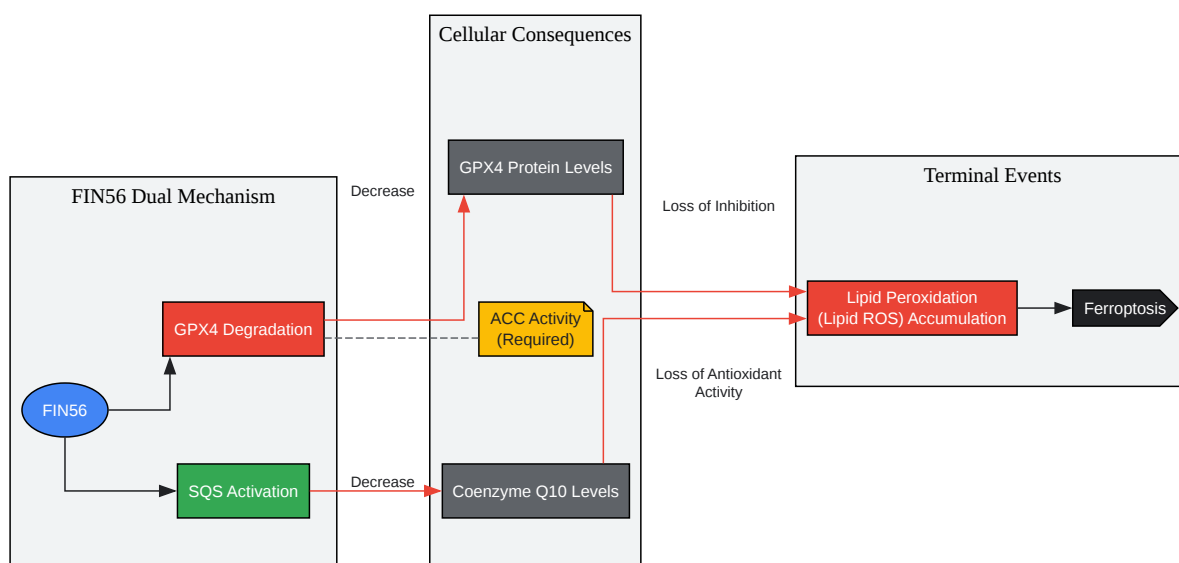 FIN56 Dual Mechanism
GPX4 Degradation
FIN56
SQS Activation
Decrease
Decrease
Cellular Consequences
GPX4 Protein Levels
ACC Activity
(Required)
Coenzyme Q10 Levels
Loss of Inhibition
Loss of Antioxidant
Activity
Terminal Events
Lipid Peroxidation
(Lipid ROS) Accumulation
Ferroptosis